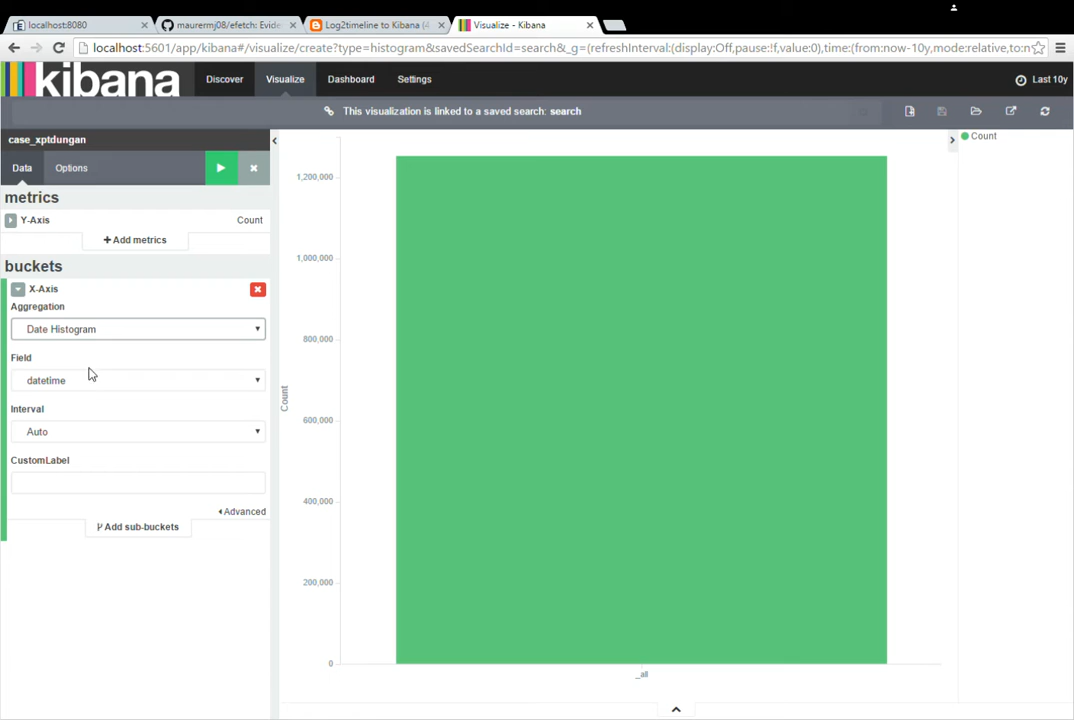 localhost:8080
maurermj08/efetch: Evide
Log2timeline to Kibana (4
Visualize - Kibana
localhost:5601/app/kibana#/visualize/create?type=histogram&savedSearchId=search&_g=(refreshInterval:(display:Off,pause:!f,value:0),time:(from:now-10y,mode:relative,to:n
kibana
Discover
Visualize
Dashboard
Settings
Last 10y
This visualization is linked to a saved search: search
case_xptdungan
Data
Options
metrics
Y-Axis
Count
Add metrics
buckets
X-Axis
Aggregation
Date Histogram
Field
datetime
Interval
Auto
CustomLabel
Advanced
Add sub-buckets
Count
1,200,000
1,000,000
800,000
600,000
400,000
200,000
0
_all
Count